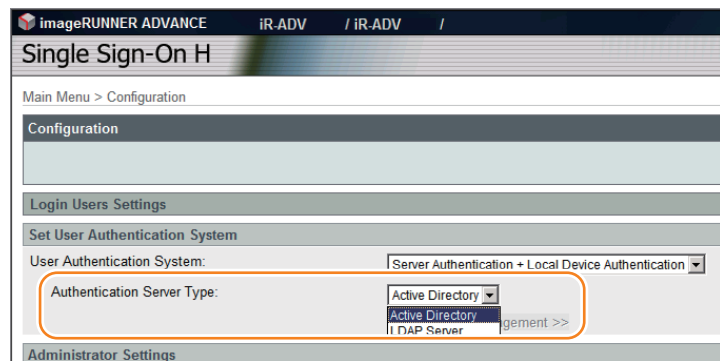 imageRUNNER ADVANCE iR-ADV / iR-ADV /
Single Sign-On H
Main Menu > Configuration
Configuration
Login Users Settings
Set User Authentication System
User Authentication System: Server Authentication + Local Device Authentication
Authentication Server Type: Active Directory
Active Directory
LDAP Server
>>
Administrator Settings